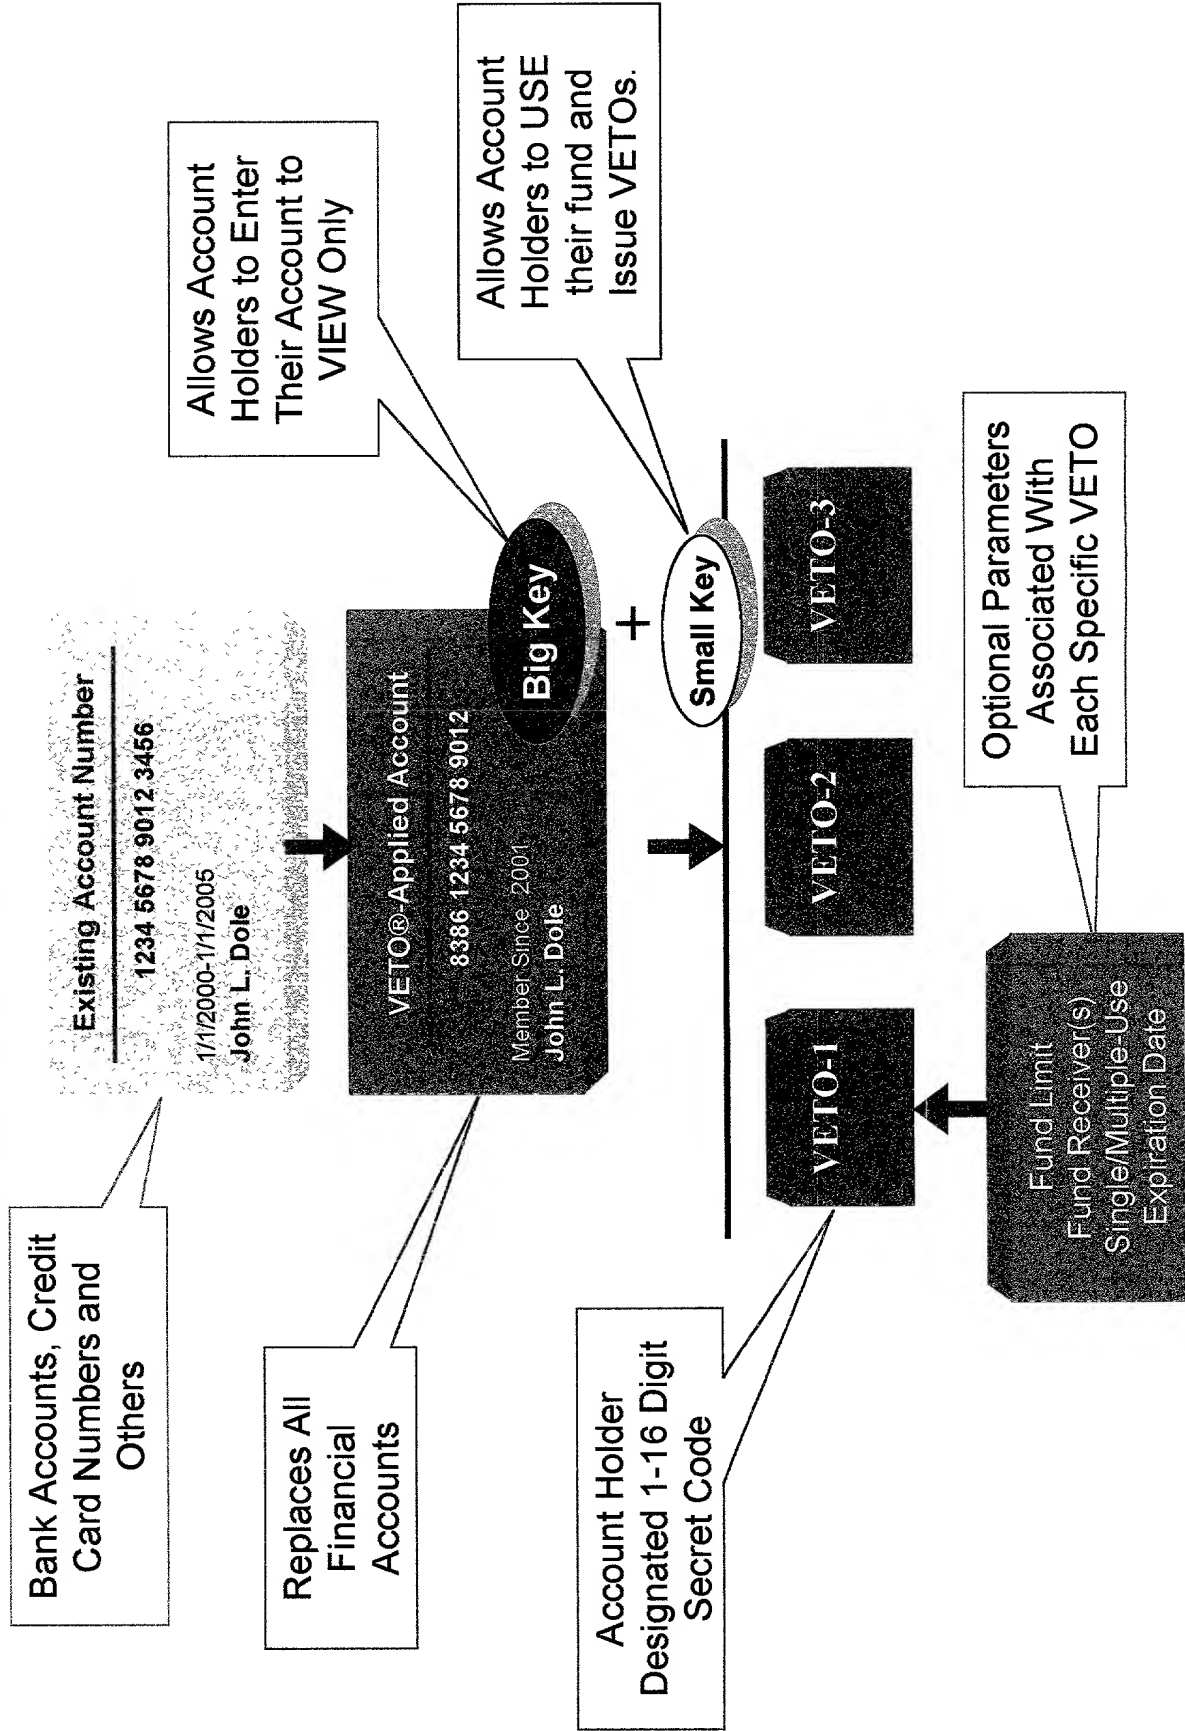 Bank Accounts, Credit
Card Numbers and
Others
Existing Account Number
1234 5678 9012 3456
1/1/2000-1/1/2005
John L. Dole
Allows Account
Holders to Enter
Their Account to
VIEW Only
Replaces All
Financial
Accounts
VETO®-Applied Account
8386 1234 5678 9012
Member Since 2001
John L. Dole
Big Key
+
Small Key
Allows Account
Holders to USE
their fund and
Issue VETOs.
Account Holder
Designated 1-16 Digit
Secret Code
VETO-1
VETO-2
VETO-3
Fund Limit
Fund Receiver(s)
Single/Multiple-Use
Expiration Date
Optional Parameters
Associated With
Each Specific VETO